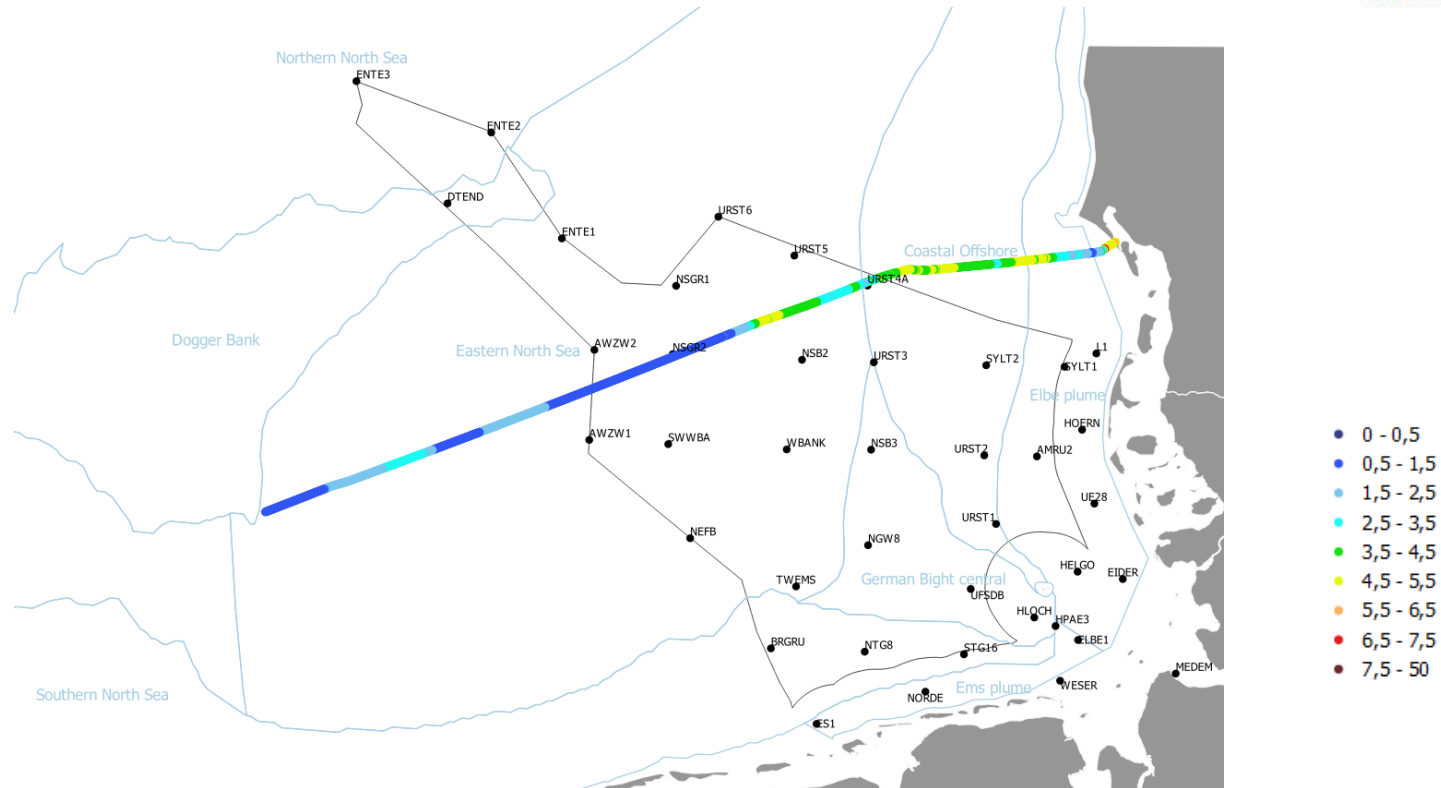 Northern North Sea
ENTE3
ENTE2
DTEND
URST6
ENTE1
URST5
Coastal Offshore
NSGR1
URST4A
Dogger Bank
Eastern North Sea
AWZW2
NSGR2
NSB2
URST3
SYLT2
L1
SYLT1
Elbe plume
HOERN
AWZW1
SWWBA
WBANK
NSB3
URST2
AMRU2
UE28
URST1
NEFB
NGW8
HELGO
EIDER
TWEMS
German Bight central
UFSDB
HLOCH
HPAE3
ELBE1
BRGRU
NTG8
STG16
MEDEM
Southern North Sea
Ems plume
WESER
NORDE
ES1
0 - 0,5
0,5 - 1,5
1,5 - 2,5
2,5 - 3,5
3,5 - 4,5
4,5 - 5,5
5,5 - 6,5
6,5 - 7,5
7,5 - 50